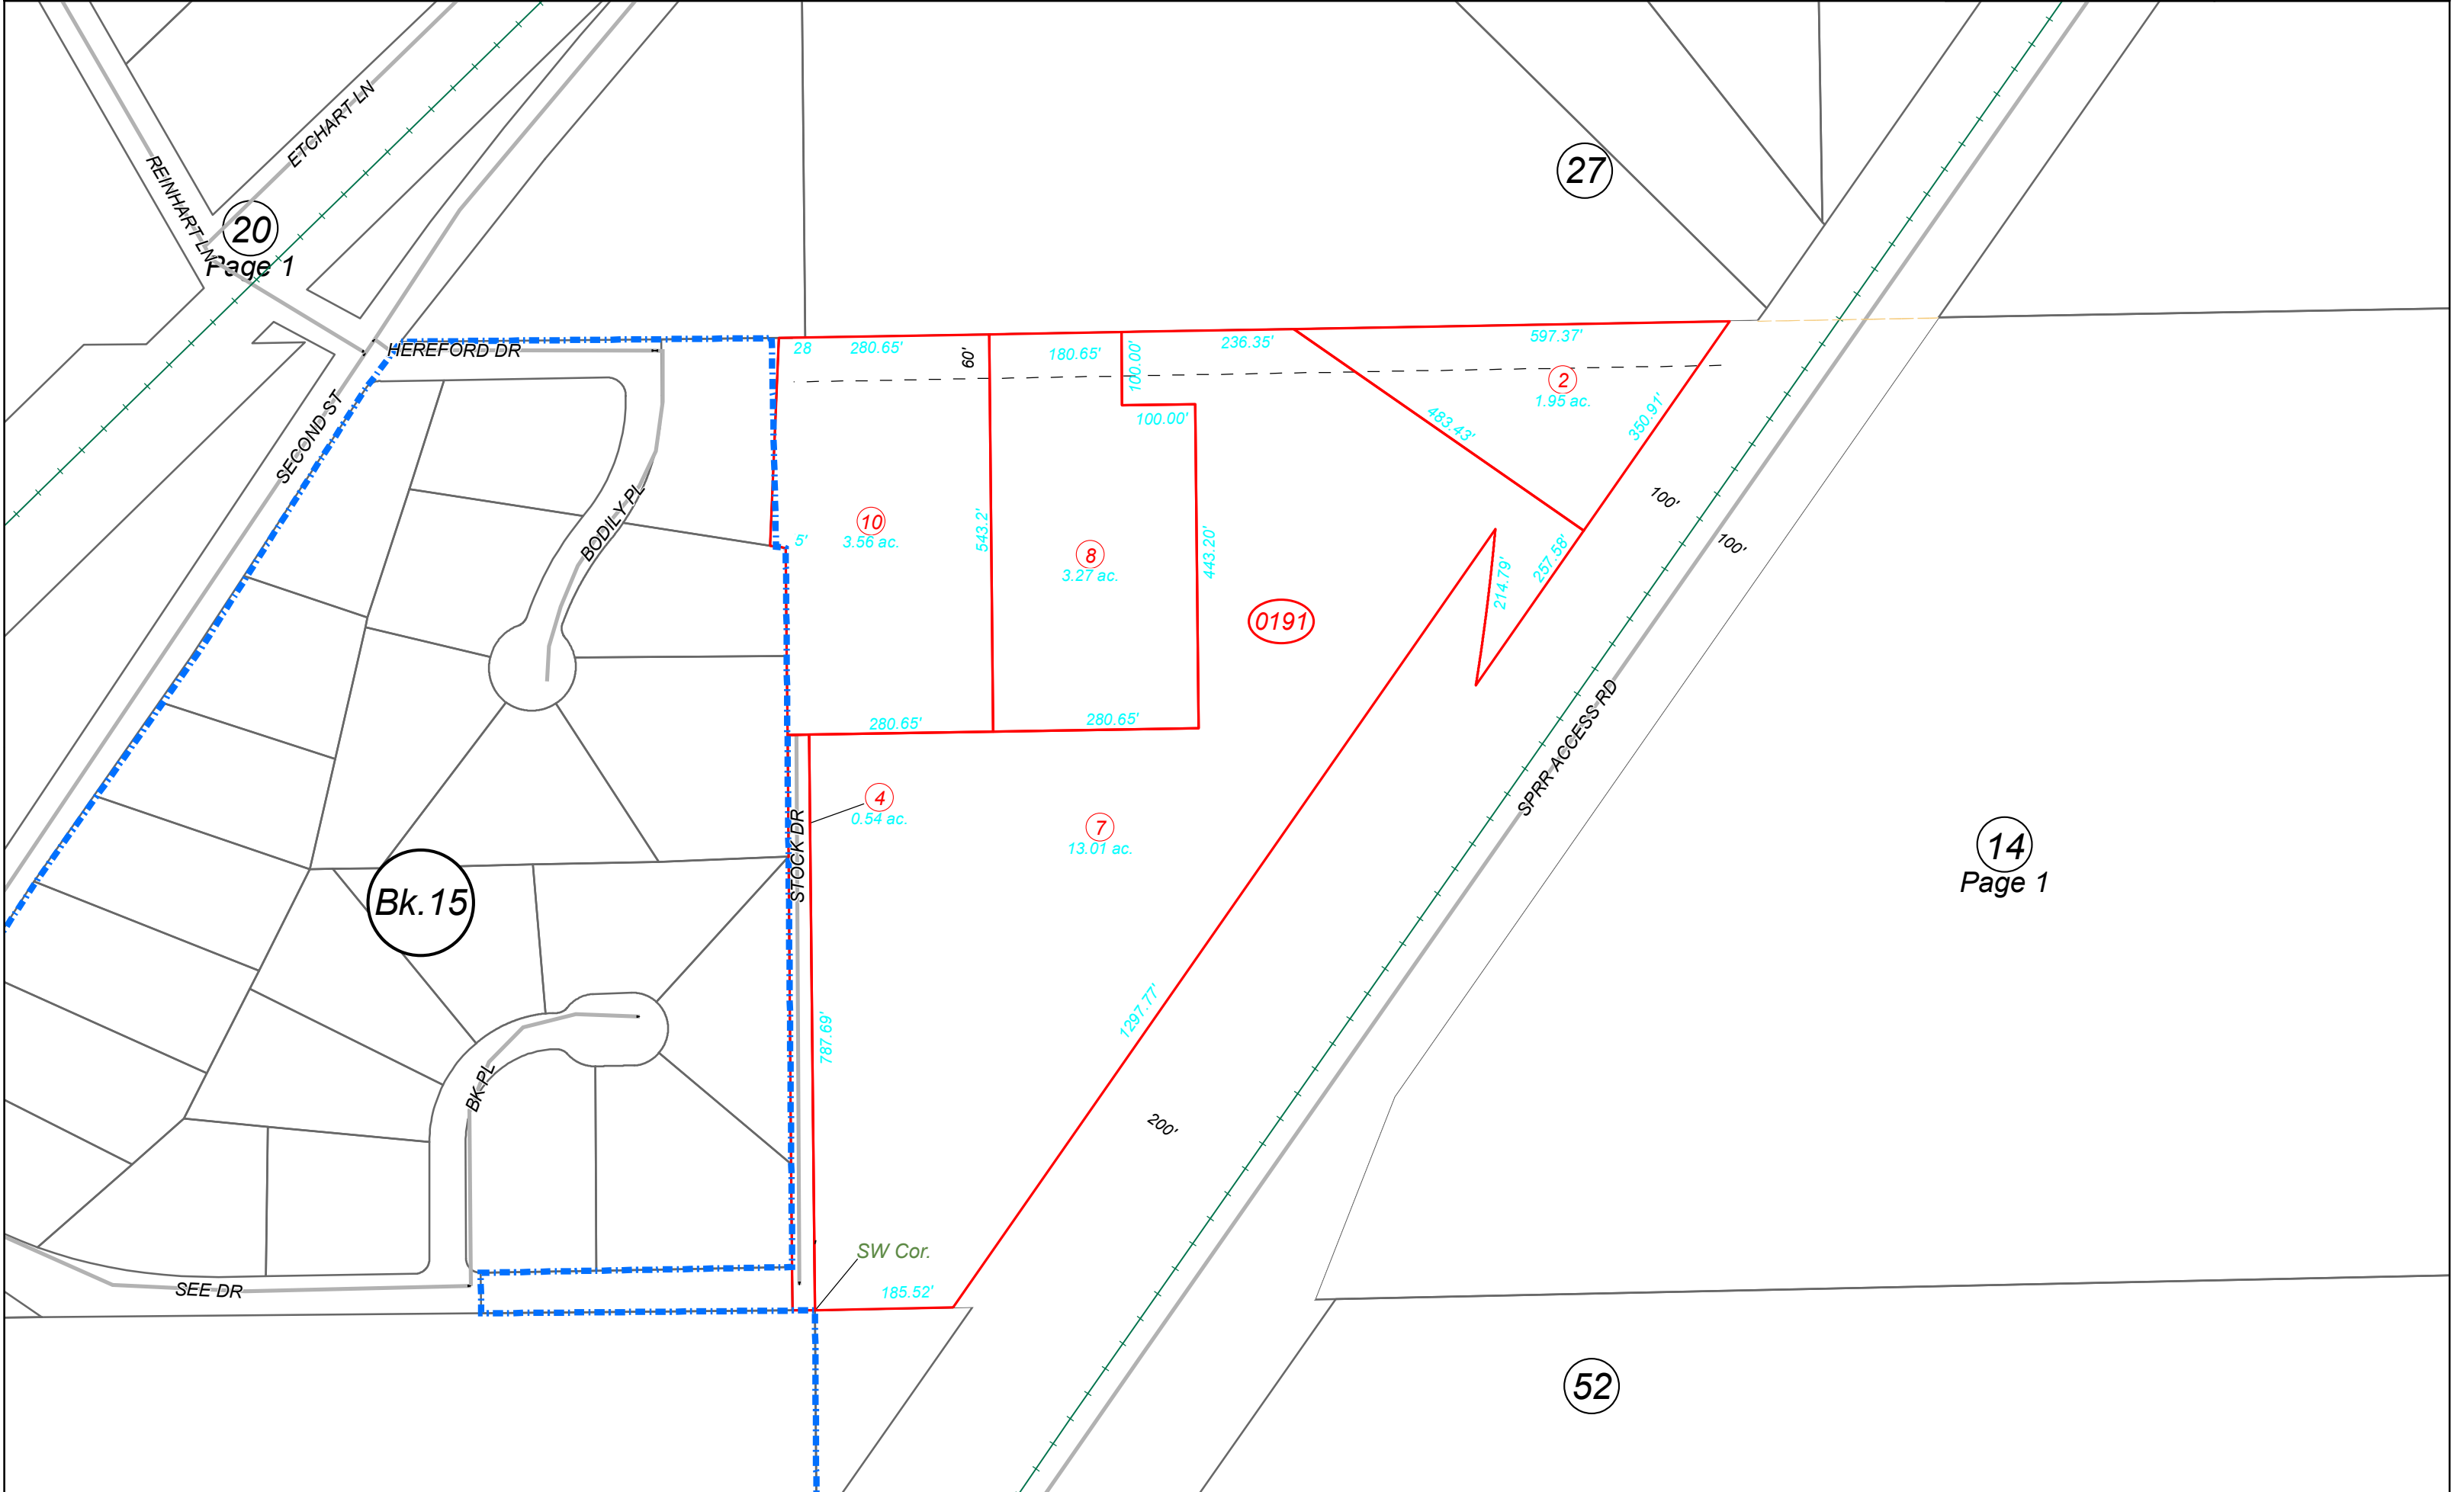 ETCHART LN
REINHART LN
20
Page 1
27
HEREFORD DR
28
280.65'
60'
180.65'
100.00'
236.35'
597.37'
2
1.95 ac.
100.00'
483.43'
350.91'
SECOND ST
BODILY PL
10
3.56 ac.
5'
543.2'
8
3.27 ac.
443.20'
100'
100'
257.58'
214.79'
0191
280.65'
280.65'
SPRR ACCESS RD
4
0.54 ac.
STOCK DR
7
13.01 ac.
14
Page 1
Bk.15
787.69'
1297.77'
BK PL
200'
SW Cor.
SEE DR
185.52'
52